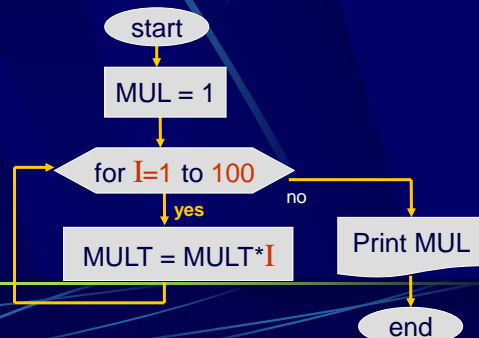 start
MUL = 1
for I=1 to 100
no
yes
MULT = MULT*I
Print MUL
end